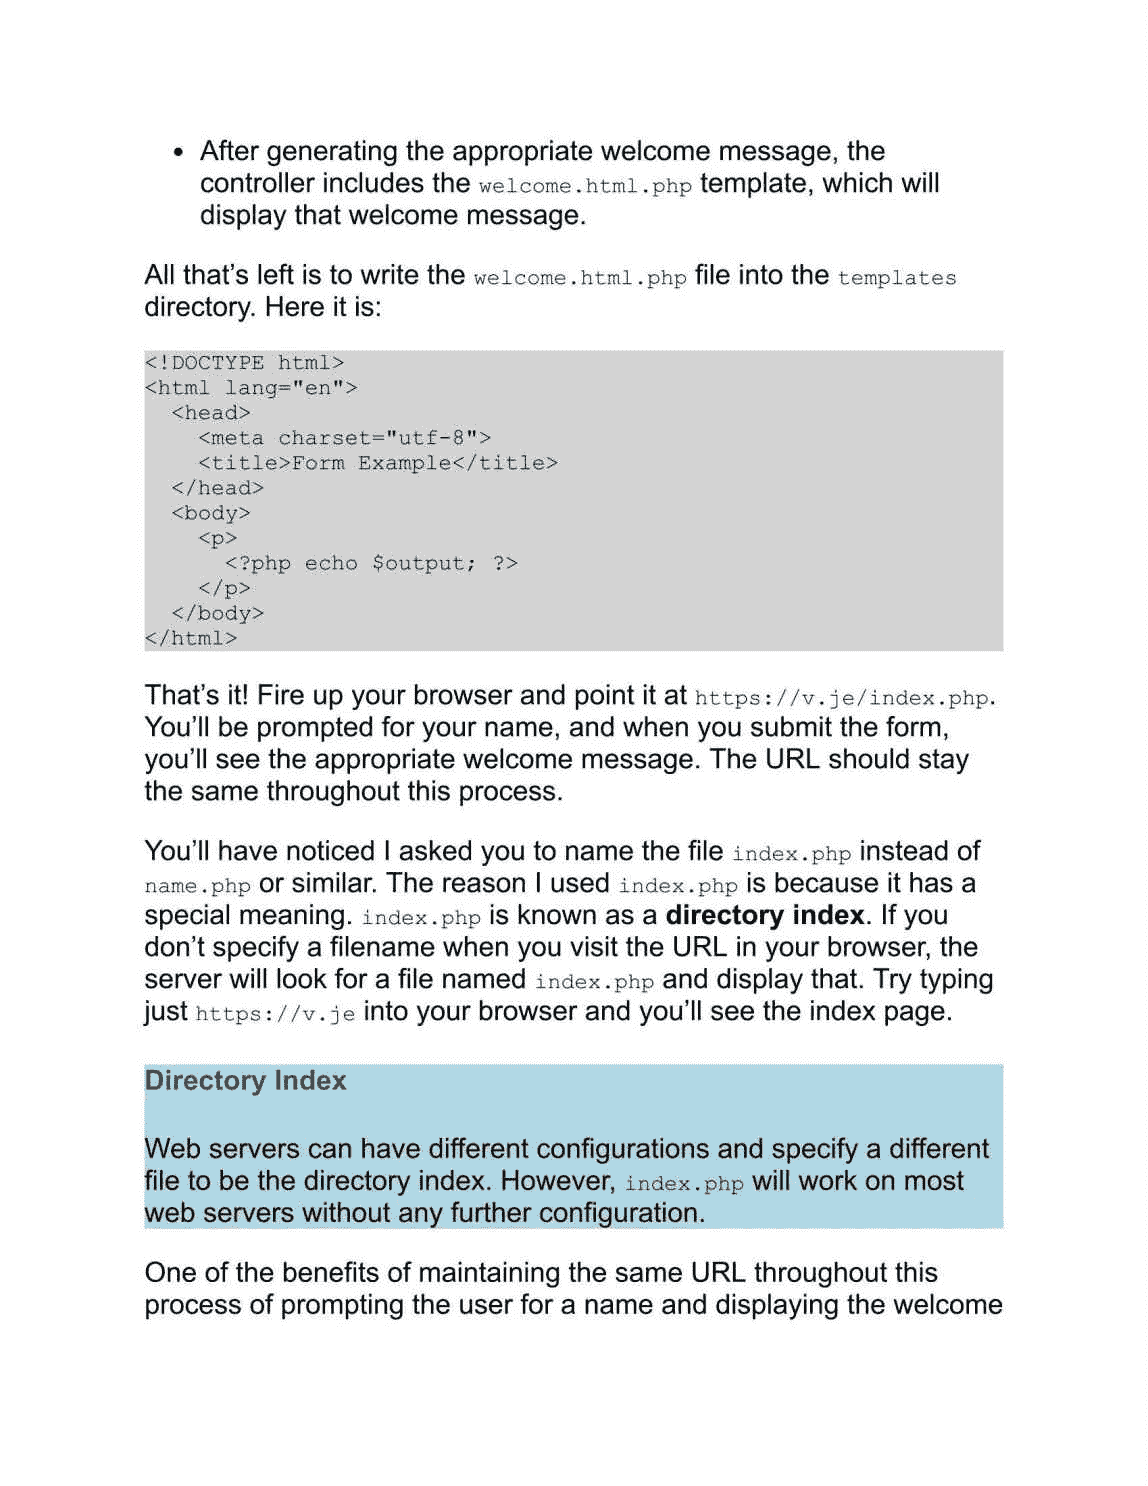 • After generating the appropriate welcome message, the
controller includes the welcome.html.php template, which will
display that welcome message.
All that’s left is to write the welcome.html.php file into the templates
directory. Here it is:
<!DOCTYPE html>
<html lang="en">
  <head>
    <meta charset="utf-8">
    <title>Form Example</title>
  </head>
  <body>
    <p>
      <?php echo $output; ?>
    </p>
  </body>
</html>
That’s it! Fire up your browser and point it at https://v.je/index.php.
You’ll be prompted for your name, and when you submit the form,
you’ll see the appropriate welcome message. The URL should stay
the same throughout this process.
You’ll have noticed I asked you to name the file index.php instead of
name.php or similar. The reason I used index.php is because it has a
special meaning. index.php is known as a directory index. If you
don’t specify a filename when you visit the URL in your browser, the
server will look for a file named index.php and display that. Try typing
just https://v.je into your browser and you’ll see the index page.
Directory Index
Web servers can have different configurations and specify a different
file to be the directory index. However, index.php will work on most
web servers without any further configuration.
One of the benefits of maintaining the same URL throughout this
process of prompting the user for a name and displaying the welcome